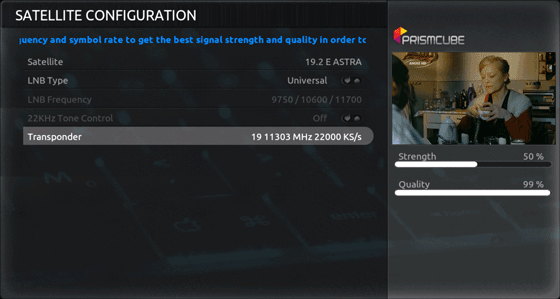 SATELLITE CONFIGURATION
uency and symbol rate to get the best signal strength and quality in order to
Satellite 19.2 E ASTRA
LNB Type Universal
LNB Frequency 9750 / 10600 / 11700
22KHz Tone Control Off
Transponder 19 11303 MHz 22000 KS/s
PRISMCUBE
Strength 50 %
Quality 99 %